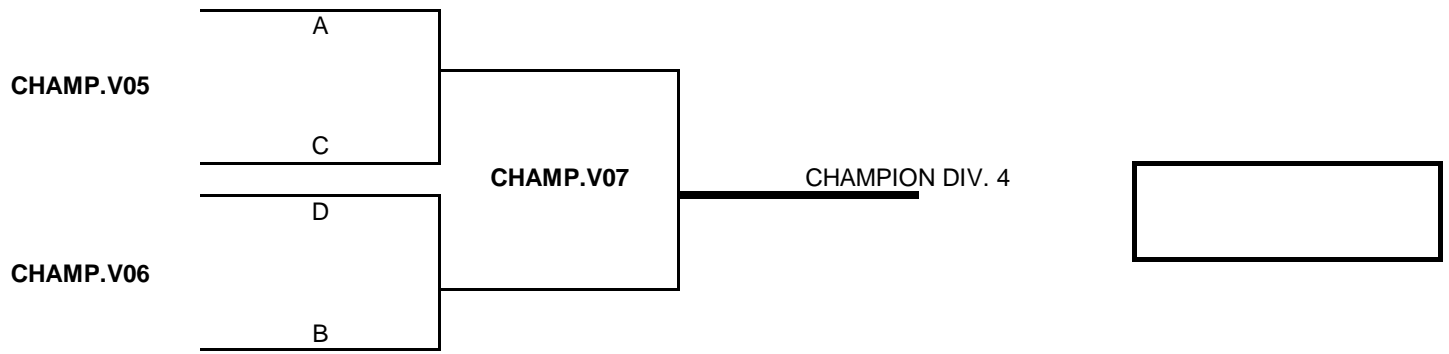 A
CHAMP.V05
C
CHAMP.V07
CHAMPION DIV. 4
D
CHAMP.V06
B